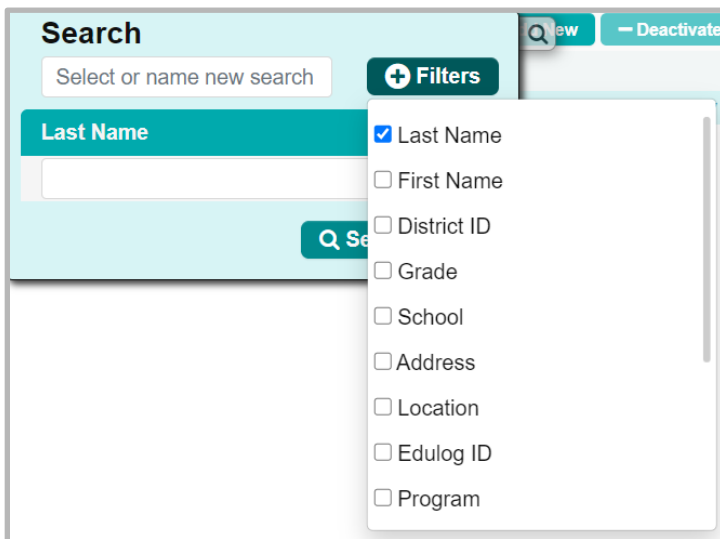 Search
New
Deactivate
Select or name new search
Filters
Last Name
Last Name
First Name
District ID
Grade
School
Se
Address
Location
Edulog ID
Program